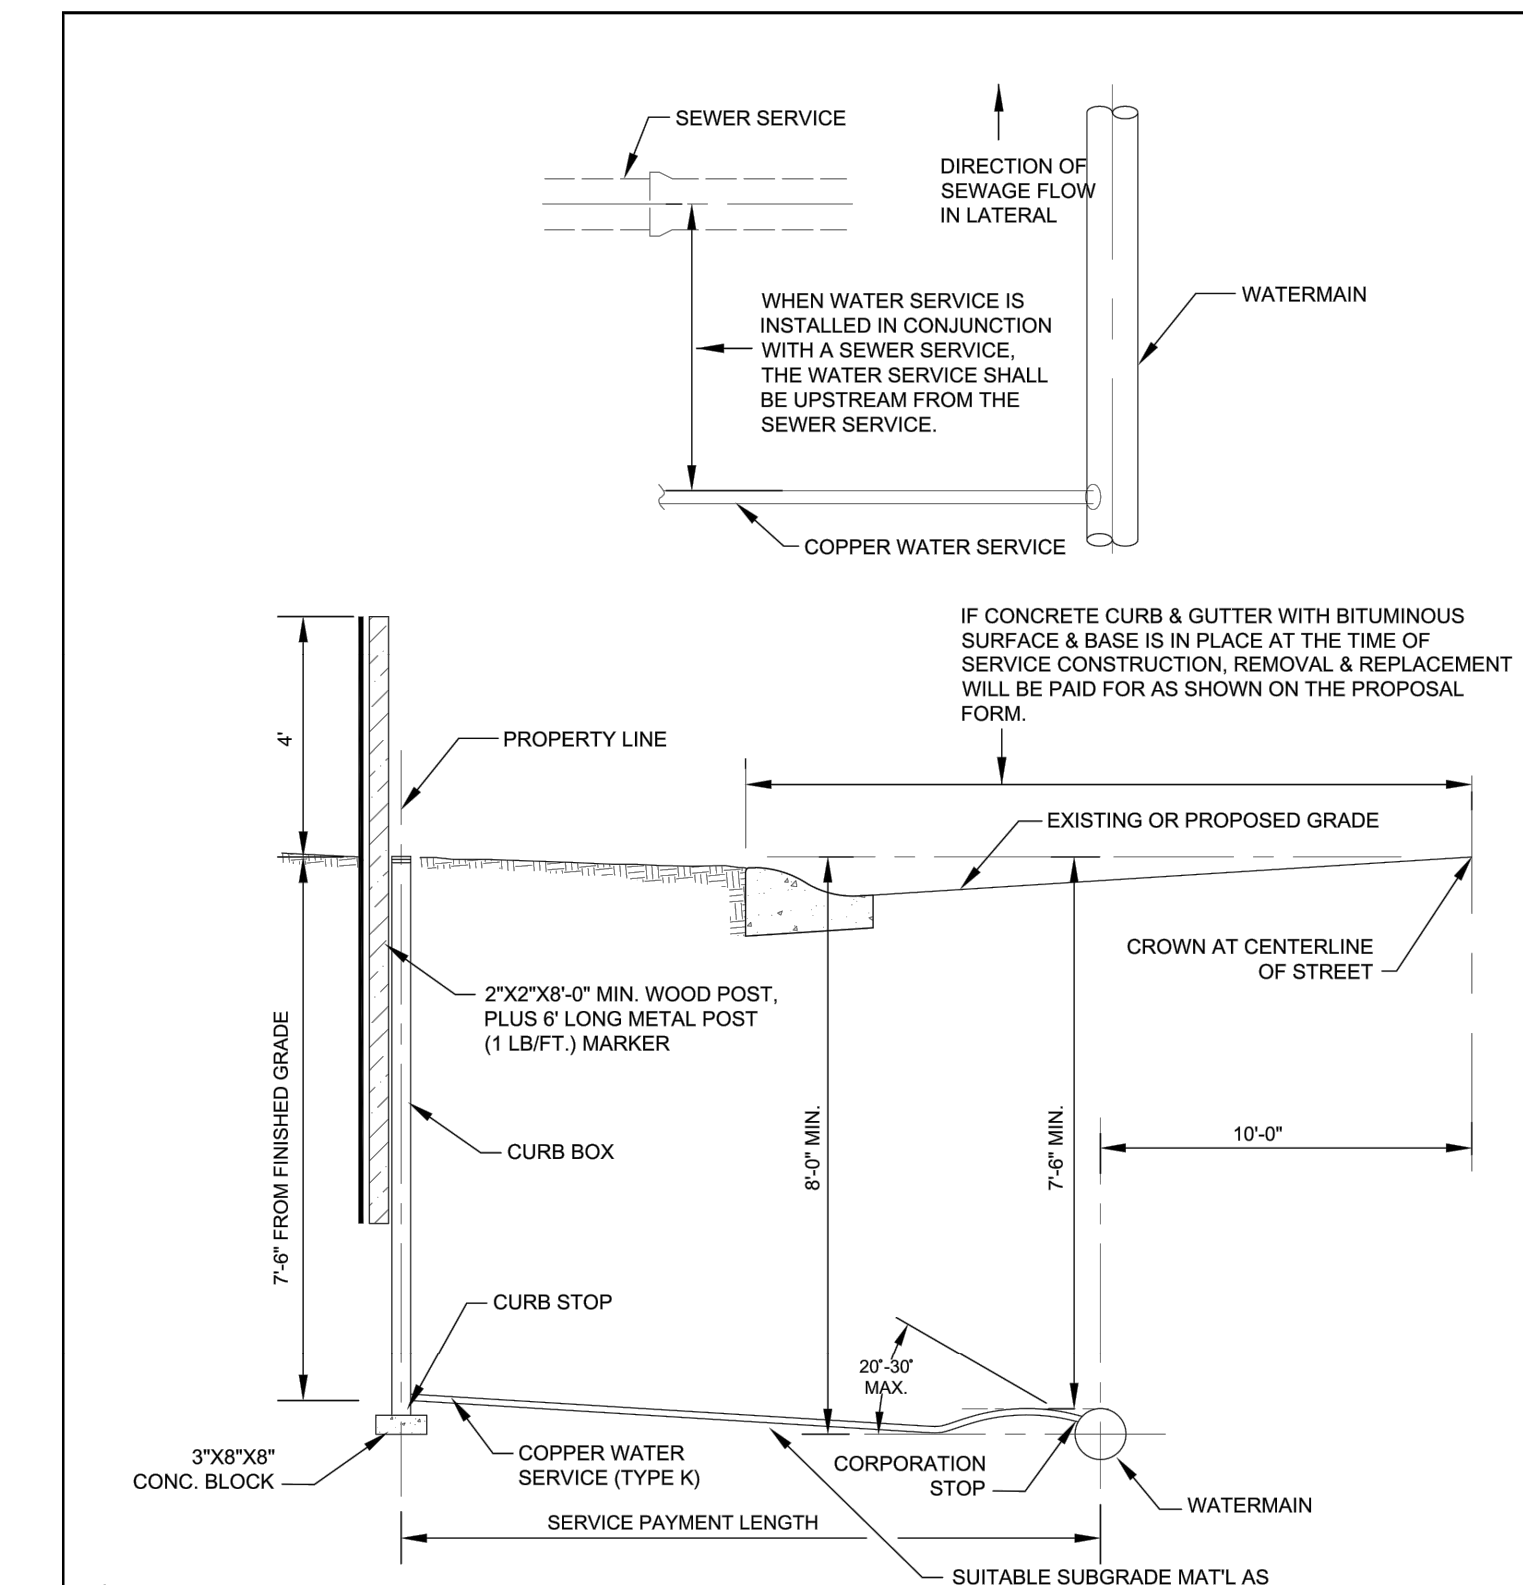 SEWER SERVICE
DIRECTION OF
SEWAGE FLOW
IN LATERAL
WHEN WATER SERVICE IS
INSTALLED IN CONJUNCTION
WITH A SEWER SERVICE,
THE WATER SERVICE SHALL
BE UPSTREAM FROM THE
SEWER SERVICE.
WATERMAIN
COPPER WATER SERVICE
IF CONCRETE CURB & GUTTER WITH BITUMINOUS
SURFACE & BASE IS IN PLACE AT THE TIME OF
SERVICE CONSTRUCTION, REMOVAL & REPLACEMENT
WILL BE PAID FOR AS SHOWN ON THE PROPOSAL
FORM.
4'
PROPERTY LINE
EXISTING OR PROPOSED GRADE
CROWN AT CENTERLINE
OF STREET
2"X2"X8'-0" MIN. WOOD POST,
PLUS 6' LONG METAL POST
(1 LB/FT.) MARKER
7'-6" FROM FINISHED GRADE
CURB BOX
8'-0" MIN.
7'-6" MIN.
10'-0"
CURB STOP
20°-30°
MAX.
3"X8"X8"
CONC. BLOCK
COPPER WATER
SERVICE (TYPE K)
CORPORATION
STOP
WATERMAIN
SERVICE PAYMENT LENGTH
SUITABLE SUBGRADE MAT'L AS